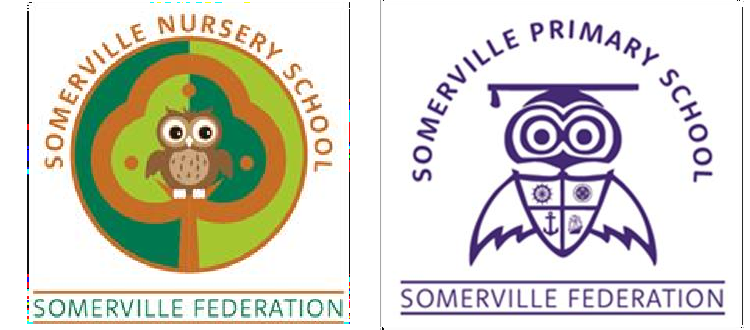 SOMERVILLE NURSERY SCHOOL
SOMERVILLE FEDERATION
SOMERVILLE PRIMARY SCHOOL
SOMERVILLE FEDERATION